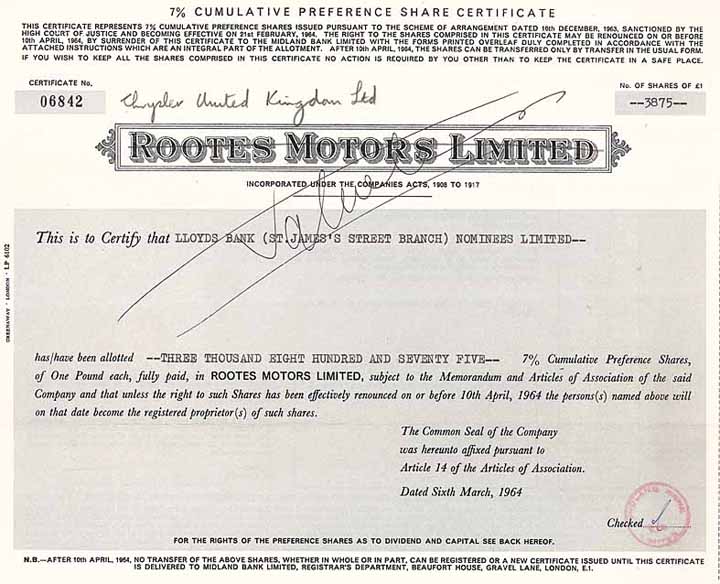 7% CUMULATIVE PREFERENCE SHARE CERTIFICATE
THIS CERTIFICATE REPRESENTS 7% CUMULATIVE PREFERENCE SHARES ISSUED PURSUANT TO THE SCHEME OF ARRANGEMENT DATED 10th DECEMBER, 1963, SANCTIONED BY THE
HIGH COURT OF JUSTICE AND BECOMING EFFECTIVE ON 21st FEBRUARY, 1964. THE RIGHT TO THE SHARES COMPRISED IN THIS CERTIFICATE MAY BE RENOUNCED ON OR BEFORE
10th APRIL, 1964, BY SURRENDER OF THIS CERTIFICATE TO THE MIDLAND BANK LIMITED WITH THE FORMS PRINTED OVERLEAF DULY COMPLETED IN ACCORDANCE WITH THE
ATTACHED INSTRUCTIONS WHICH ARE AN INTEGRAL PART OF THE ALLOTMENT. AFTER 10th APRIL, 1964, THE SHARES CAN BE TRANSFERRED ONLY BY TRANSFER IN THE USUAL FORM.
IF YOU WISH TO KEEP ALL THE SHARES COMPRISED IN THIS CERTIFICATE NO ACTION IS REQUIRED BY YOU OTHER THAN TO KEEP THE CERTIFICATE IN A SAFE PLACE.
CERTIFICATE No.
06842
Chrysler United Kingdom Ltd
No. OF SHARES OF £1
--3875--
ROOTES MOTORS LIMITED
INCORPORATED UNDER THE COMPANIES ACTS, 1908 TO 1917
This is to Certify that LLOYDS BANK (ST.JAMES'S STREET BRANCH) NOMINEES LIMITED--
has/have been allotted --THREE THOUSAND EIGHT HUNDRED AND SEVENTY FIVE-- 7% Cumulative Preference Shares,
of One Pound each, fully paid, in ROOTES MOTORS LIMITED, subject to the Memorandum and Articles of Association of the said
Company and that unless the right to such Shares has been effectively renounced on or before 10th April, 1964 the persons(s) named above will
on that date become the registered proprietor(s) of such shares.
The Common Seal of the Company
was hereunto affixed pursuant to
Article 14 of the Articles of Association.
Dated Sixth March, 1964
Checked
FOR THE RIGHTS OF THE PREFERENCE SHARES AS TO DIVIDEND AND CAPITAL SEE BACK HEREOF.
N.B.—AFTER 10th APRIL, 1964, NO TRANSFER OF THE ABOVE SHARES, WHETHER IN WHOLE OR IN PART, CAN BE REGISTERED OR A NEW CERTIFICATE ISSUED UNTIL THIS CERTIFICATE
IS DELIVERED TO MIDLAND BANK LIMITED, REGISTRAR'S DEPARTMENT, BEAUFORT HOUSE, GRAVEL LANE, LONDON, E.1.
GREENAWAY · LONDON · LP 6102